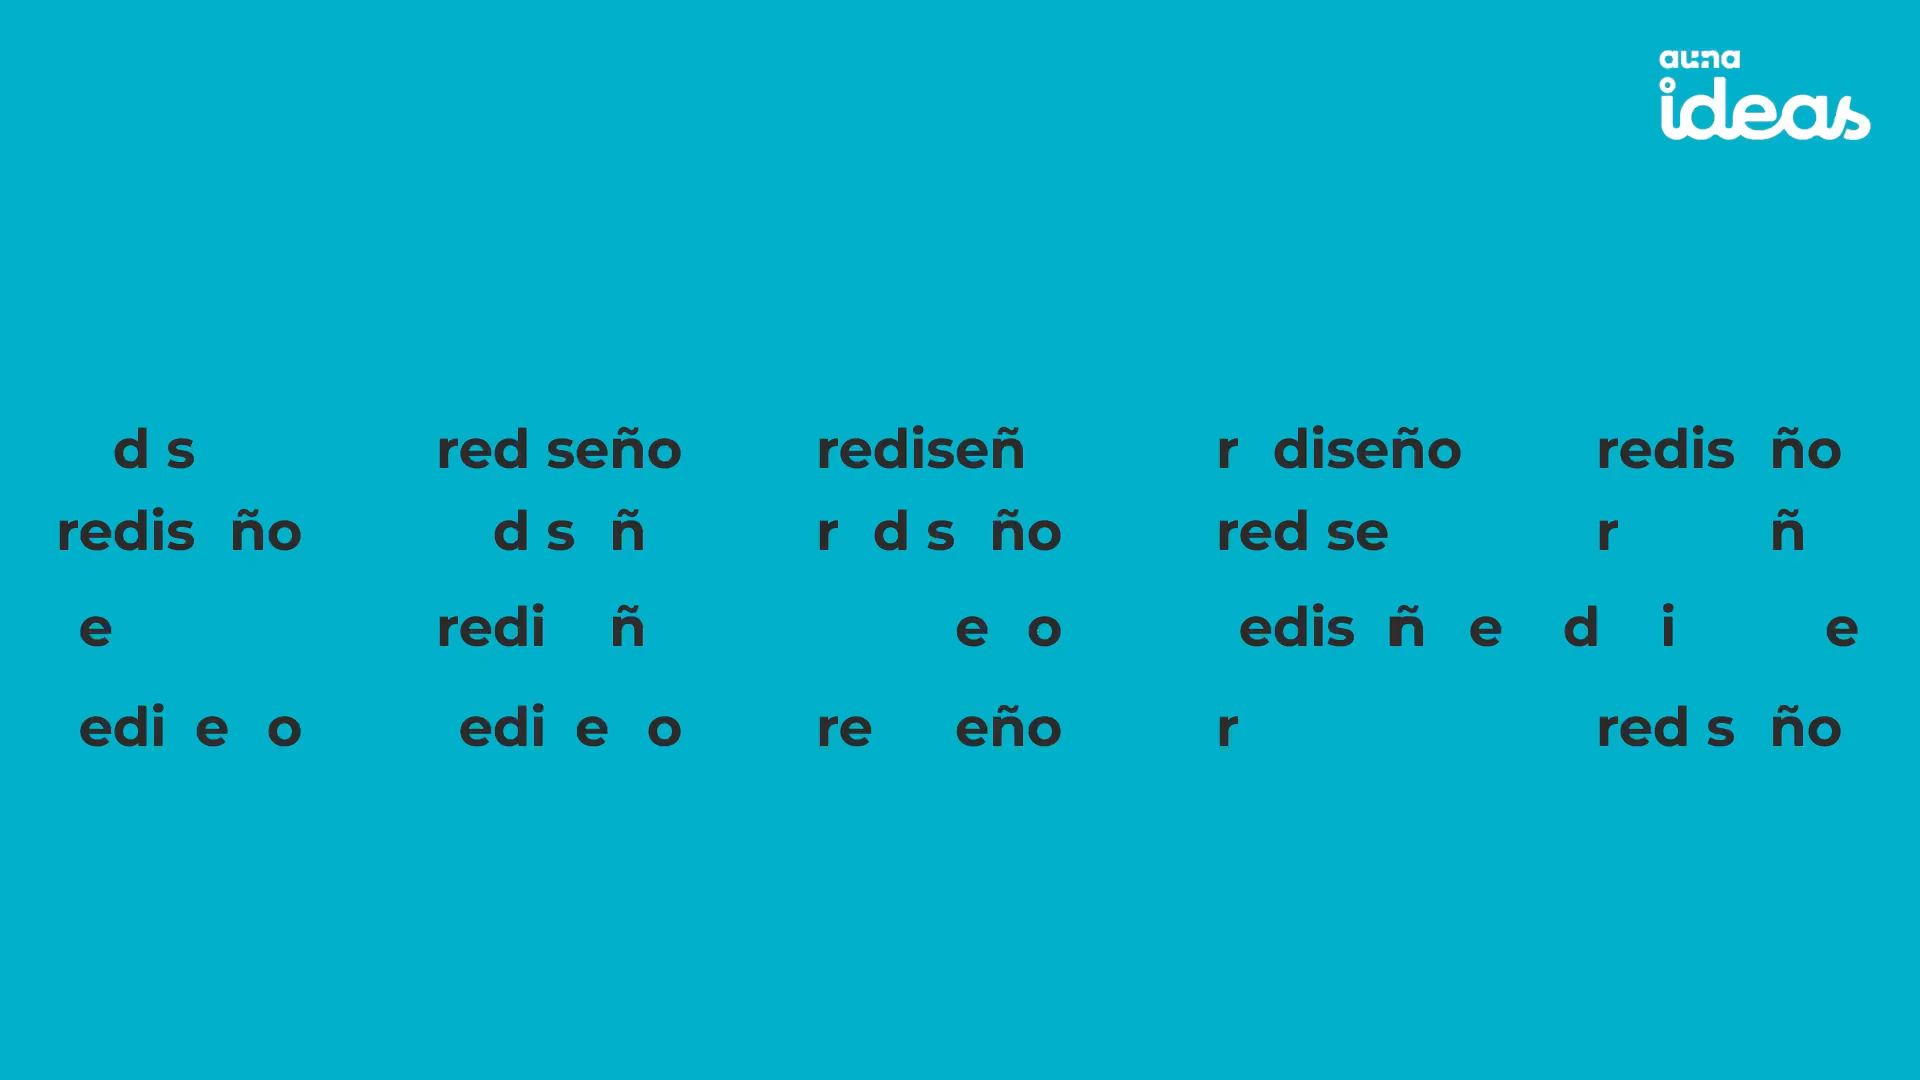 auna
ideas
d s red seño rediseñ r diseño redis ño
redis ño d s ñ r d s ño red se r ñ
e redi ñ e o edis ñ e d i e
edi e o edi e o re eño r red s ño